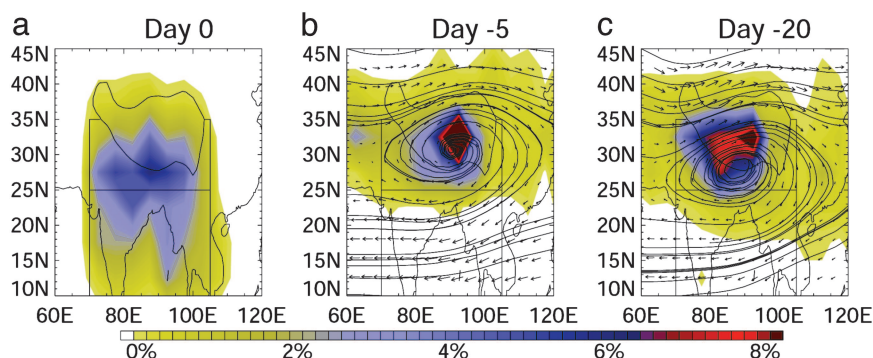 a Day 0 b Day -5 c Day -20
45N 45N 45N
40N 40N 40N
35N 35N 35N
30N 30N 30N
25N 25N 25N
20N 20N 20N
15N 15N 15N
10N 10N 10N
60E 80E 100E 120E 60E 80E 100E 120E 60E 80E 100E 120E
0% 2% 4% 6% 8%